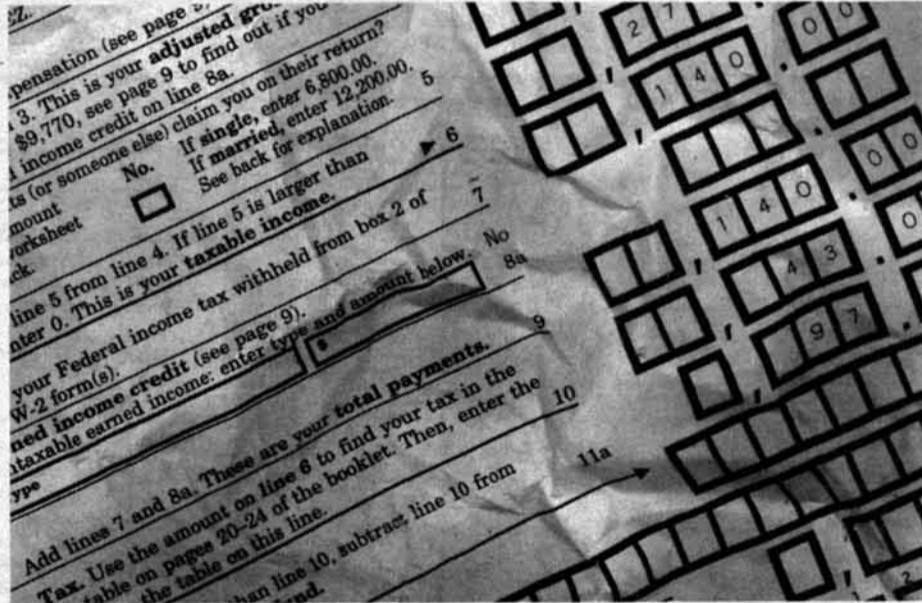 EZ.
pensation (see page 5,
3. This is your adjusted gro
$9,770, see page 9 to find out if you
l income credit on line 8a.
ts (or someone else) claim you on their return?
No. If single, enter 6,800.00.
mount If married, enter 12,200.00.
orksheet See back for explanation. 5
ck.
line 5 from line 4. If line 5 is larger than
nter 0. This is your taxable income. 6
your Federal income tax withheld from box 2 of
W-2 form(s). 7
ned income credit (see page 9). No
ntaxable earned income: enter type and amount below. 8a
ype $
Add lines 7 and 8a. These are your total payments. 9
Tax. Use the amount on line 6 to find your tax in the
table on pages 20-24 of the booklet. Then, enter the
the table on this line. 10
han line 10, subtract line 10 from
11a
, 2 7
, 1 4 0 . 0 0
, .
, 1 4 0 . 0 0
, 4 3 . 0
, 9 7 .
, 2